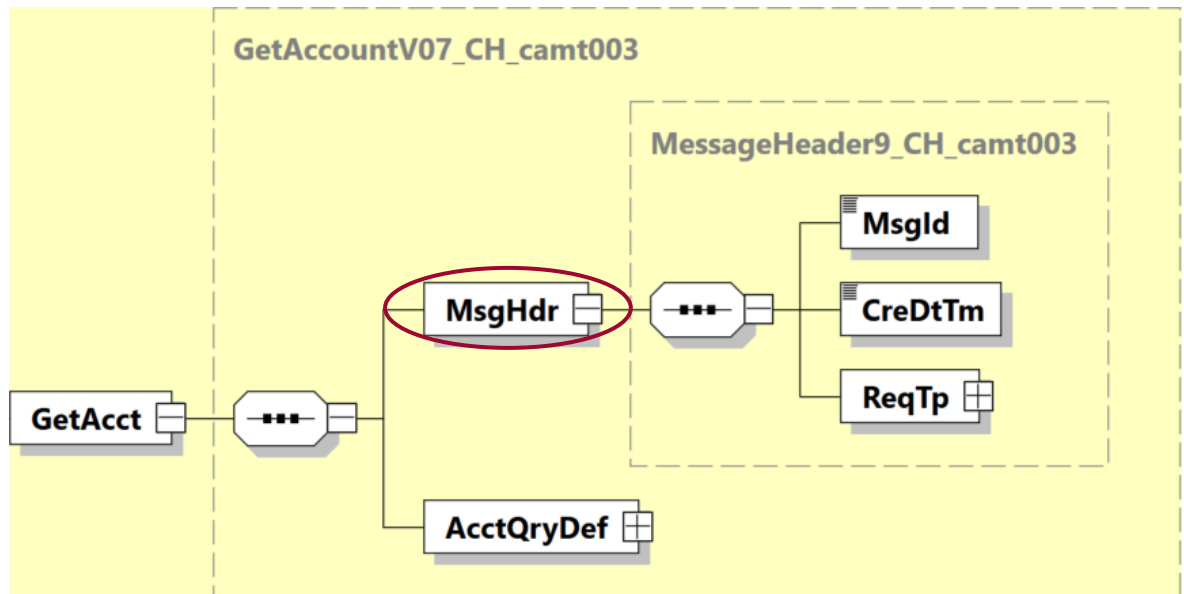 GetAccountV07_CH_camt003
MessageHeader9_CH_camt003
MsgId
MsgHdr
CreDtTm
ReqTp
GetAcct
AcctQryDef